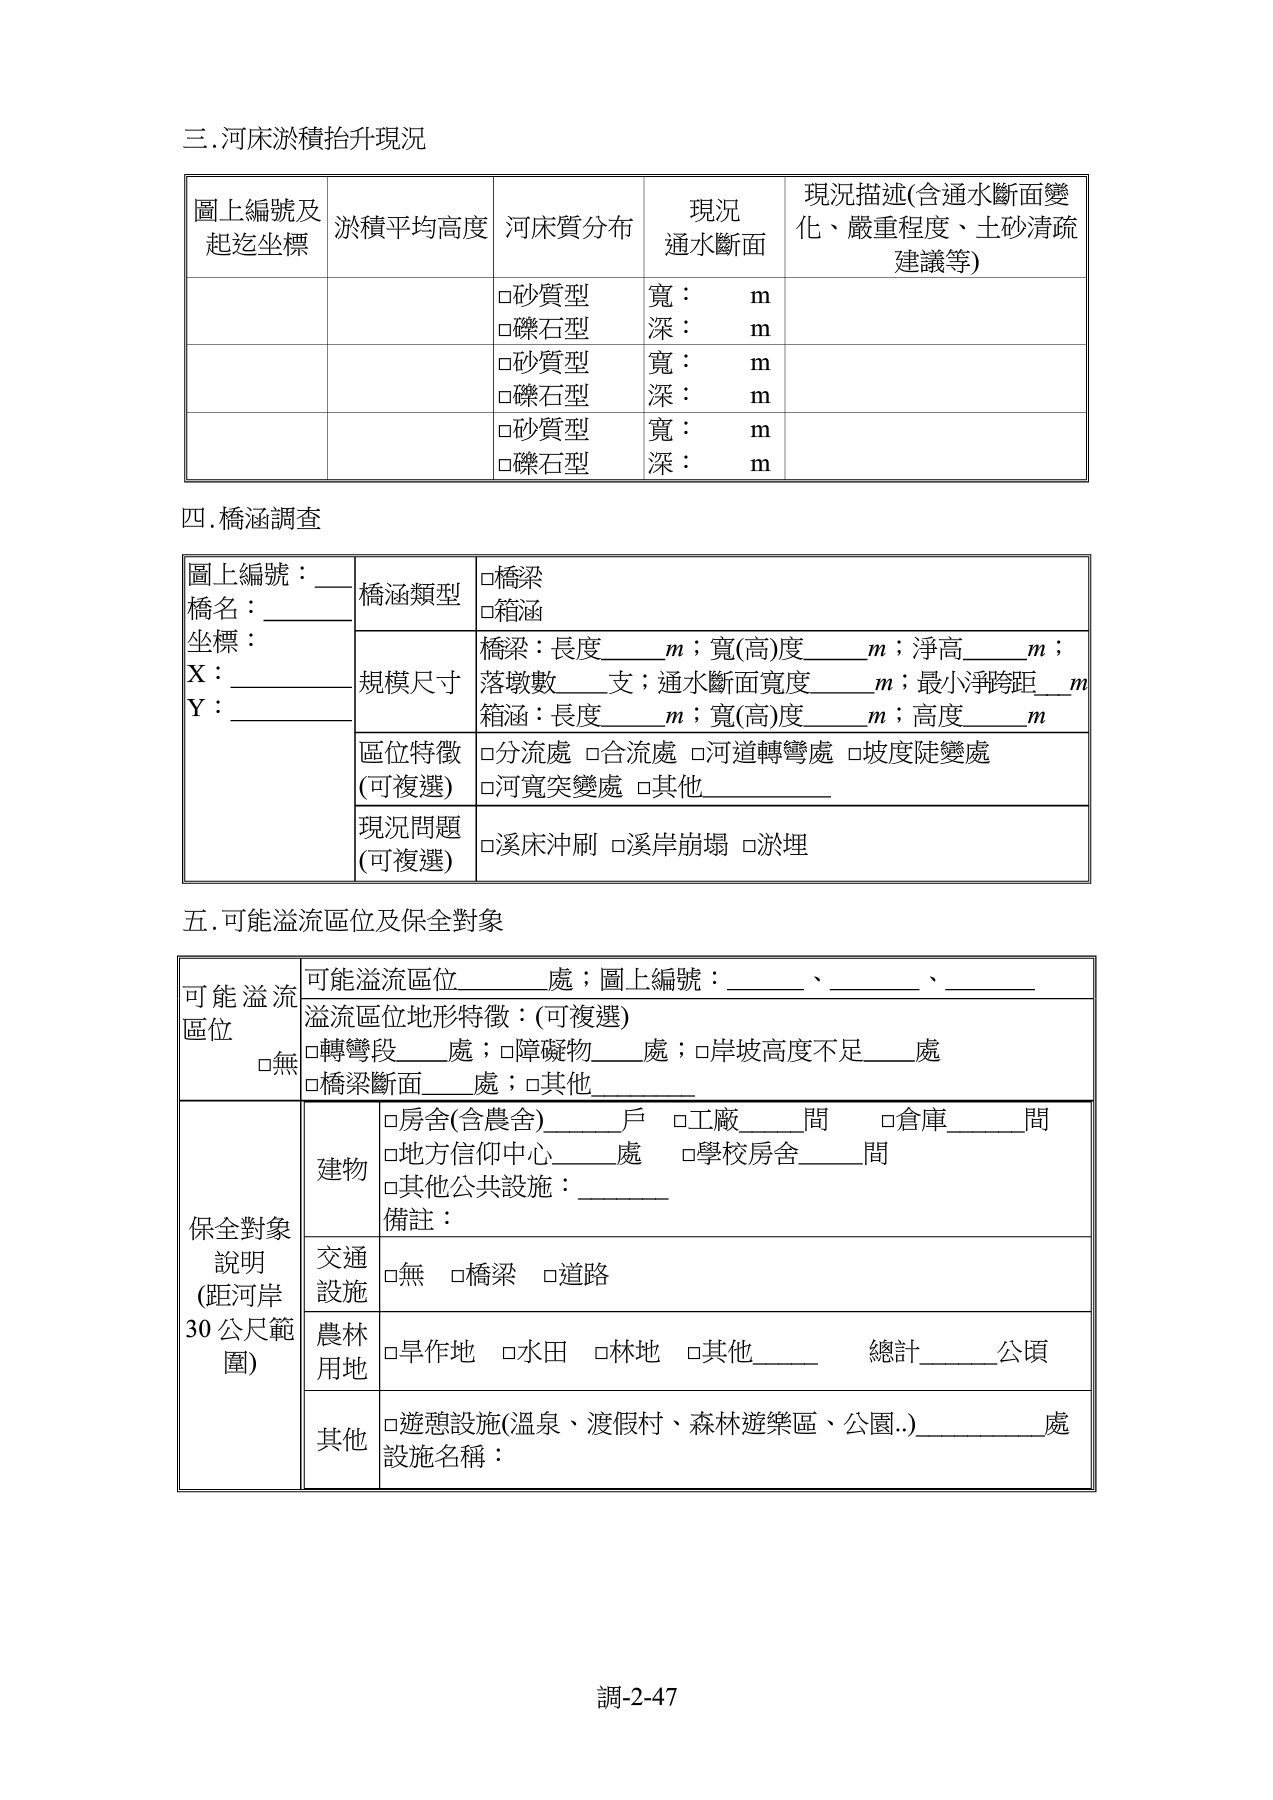 三.河床淤積抬升現況
圖上編號及
起迄坐標
淤積平均高度
河床質分布
現況
通水斷面
現況描述(含通水斷面變
化、嚴重程度、土砂清疏
建議等)
□砂質型 寬： m
□礫石型 深： m
□砂質型 寬： m
□礫石型 深： m
□砂質型 寬： m
□礫石型 深： m
四.橋涵調查
圖上編號：___
橋名：_______
坐標：
X：_________
Y：_________
橋涵類型
□橋梁
□箱涵
規模尺寸
橋梁：長度_____m；寬(高)度_____m；淨高_____m；
落墩數____支；通水斷面寬度_____m；最小淨跨距___m
箱涵：長度_____m；寬(高)度_____m；高度_____m
區位特徵
(可複選)
□分流處 □合流處 □河道轉彎處 □坡度陡變處
□河寬突變處 □其他__________
現況問題
(可複選)
□溪床沖刷 □溪岸崩塌 □淤埋
五.可能溢流區位及保全對象
可能溢流
區位
□無
可能溢流區位_______處；圖上編號：______、_______、_______
溢流區位地形特徵：(可複選)
□轉彎段____處；□障礙物____處；□岸坡高度不足____處
□橋梁斷面____處；□其他________
保全對象
說明
(距河岸
30 公尺範
圍)
建物
□房舍(含農舍)______戶 □工廠_____間 □倉庫______間
□地方信仰中心_____處 □學校房舍_____間
□其他公共設施：_______
備註：
交通
設施
□無 □橋梁 □道路
農林
用地
□旱作地 □水田 □林地 □其他_____ 總計______公頃
其他
□遊憩設施(溫泉、渡假村、森林遊樂區、公園..)__________處
設施名稱：
調-2-47